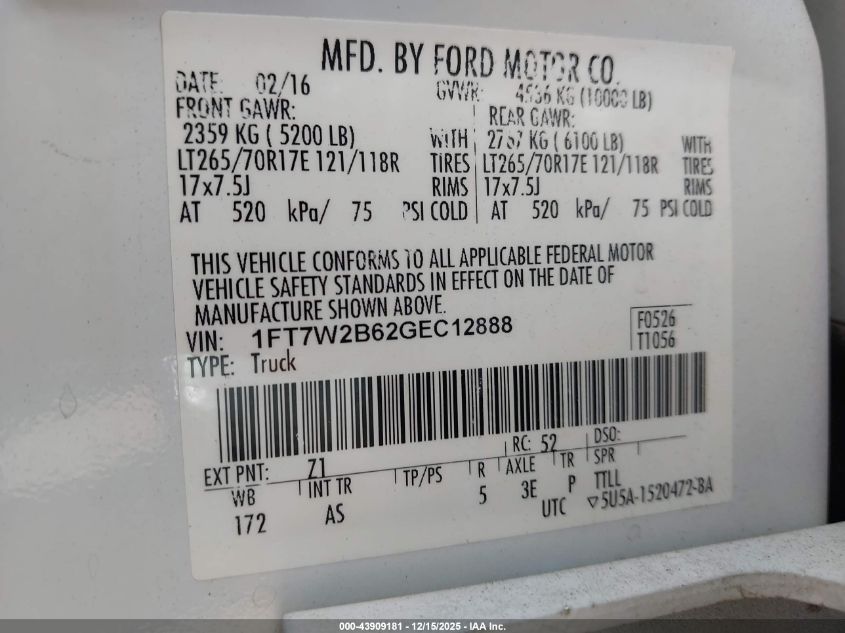 MFD. BY FORD MOTOR CO.
DATE: 02/16 GVWR: 4536 KG (10000 LB)
FRONT GAWR: REAR GAWR:
2359 KG ( 5200 LB) WITH 2767 KG ( 6100 LB) WITH
LT265/70R17E 121/118R TIRES LT265/70R17E 121/118R TIRES
17x7.5J RIMS 17x7.5J RIMS
AT 520 kPa/ 75 PSI COLD AT 520 kPa/ 75 PSI COLD
THIS VEHICLE CONFORMS TO ALL APPLICABLE FEDERAL MOTOR
VEHICLE SAFETY STANDARDS IN EFFECT ON THE DATE OF
MANUFACTURE SHOWN ABOVE.
VIN: 1FT7W2B62GEC12888 F0526
TYPE: Truck T1056
EXT PNT: Z1 RC: 52 DSO:
WB INT TR TP/PS R AXLE TR SPR
172 AS 5 3E P TTLL
UTC ▽5U5A-1520472-BA
000-43909181 - 12/15/2025 - IAA Inc.